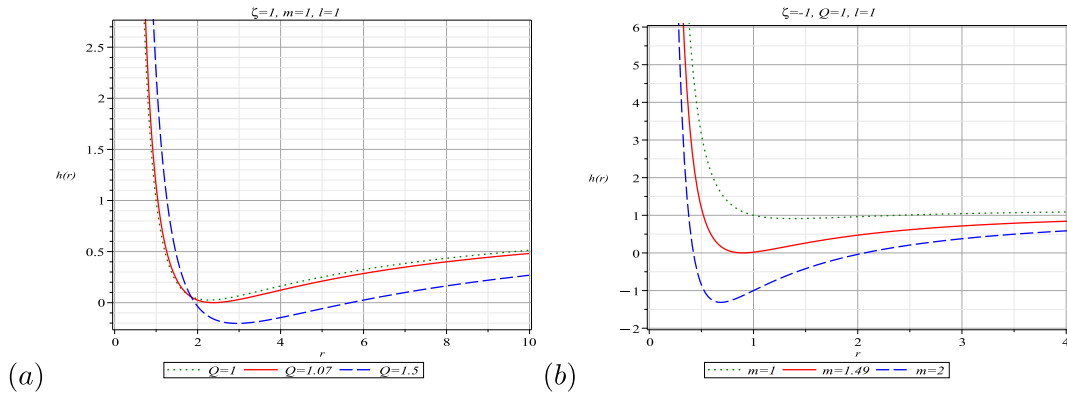 ζ=1, m=1, l=1
2.5
2
1.5
h(r)
1
0.5
0
0 2 4 6 8 10
r
Q=1 Q=1.07 Q=1.5
(a)
ζ=-1, Q=1, l=1
6
5
4
3
h(r)
2
1
0
−1
−2
0 1 2 3 4
r
m=1 m=1.49 m=2
(b)